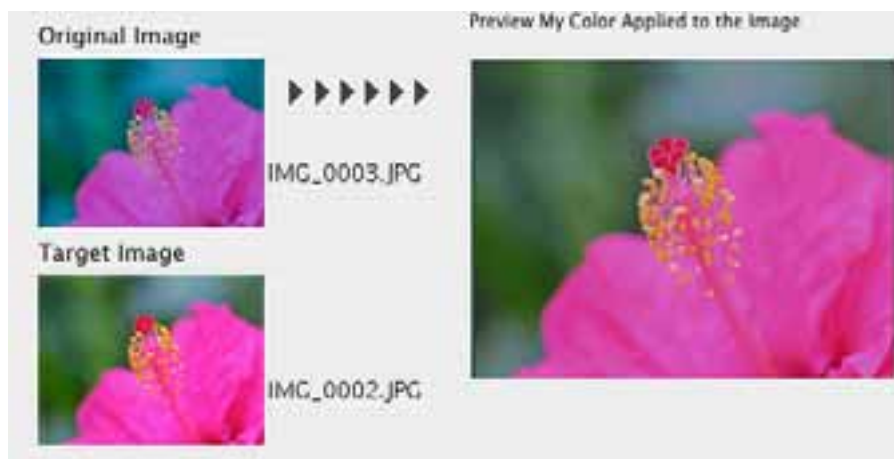 Original Image
Preview My Color Applied to the Image
IMG_0003.JPG
Target Image
IMG_0002.JPG